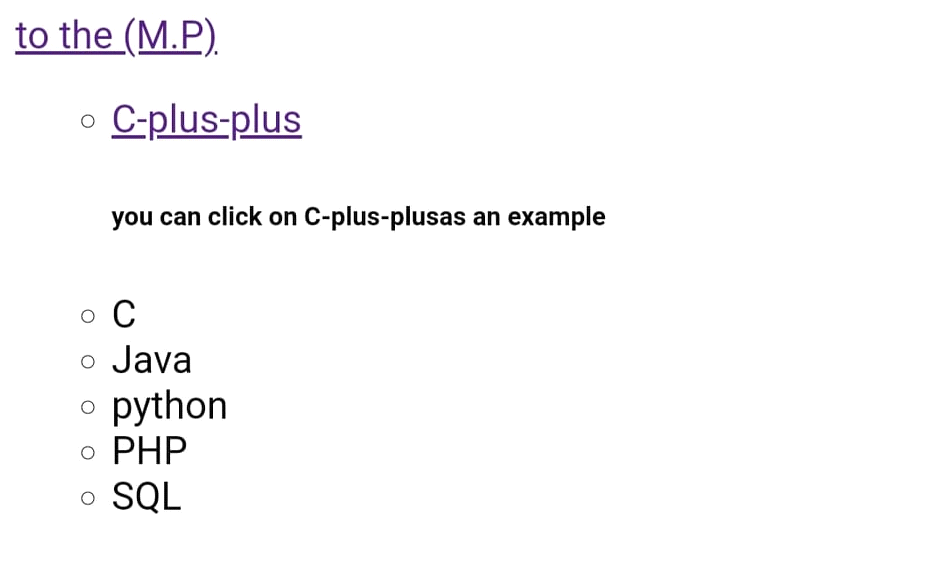 to the (M.P)
C-plus-plus
you can click on C-plus-plusas an example
C
Java
python
PHP
SQL